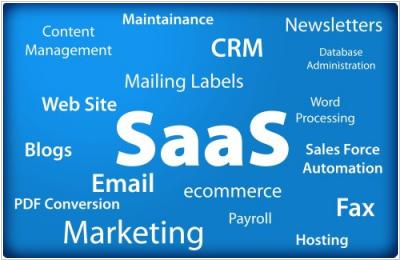 Maintainance
Newsletters
Content
Management
CRM
Database
Administration
Mailing Labels
Web Site
Word
Processing
SaaS
Blogs
Sales Force
Automation
Email
ecommerce
PDF Conversion
Payroll
Fax
Marketing
Hosting